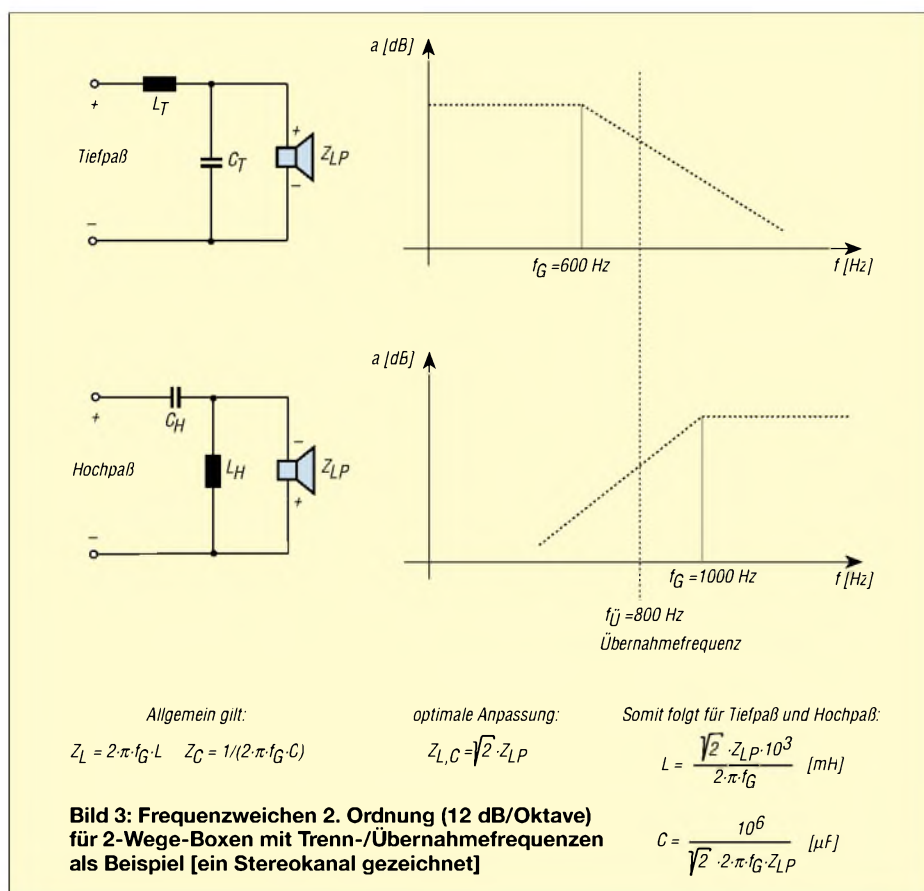 a [dB]
+
L_T
Tiefpaß
C_T
+
Z_LP
−
−
f_G =600 Hz
f [Hz]
a [dB]
+
C_H
−
Hochpaß
L_H
Z_LP
+
−
f_G =1000 Hz
f [Hz]
f_Ü =800 Hz
Übernahmefrequenz
Allgemein gilt:
Z_L = 2·π·f_G·L Z_C = 1/(2·π·f_G·C)
optimale Anpassung:
Z_L,C = √2 ·Z_LP
Somit folgt für Tiefpaß und Hochpaß:
L = (√2 ·Z_LP·10^3) / (2·π·f_G) [mH]
C = 10^6 / (√2 ·2·π·f_G·Z_LP) [µF]
Bild 3: Frequenzweichen 2. Ordnung (12 dB/Oktave)
für 2-Wege-Boxen mit Trenn-/Übernahmefrequenzen
als Beispiel [ein Stereokanal gezeichnet]